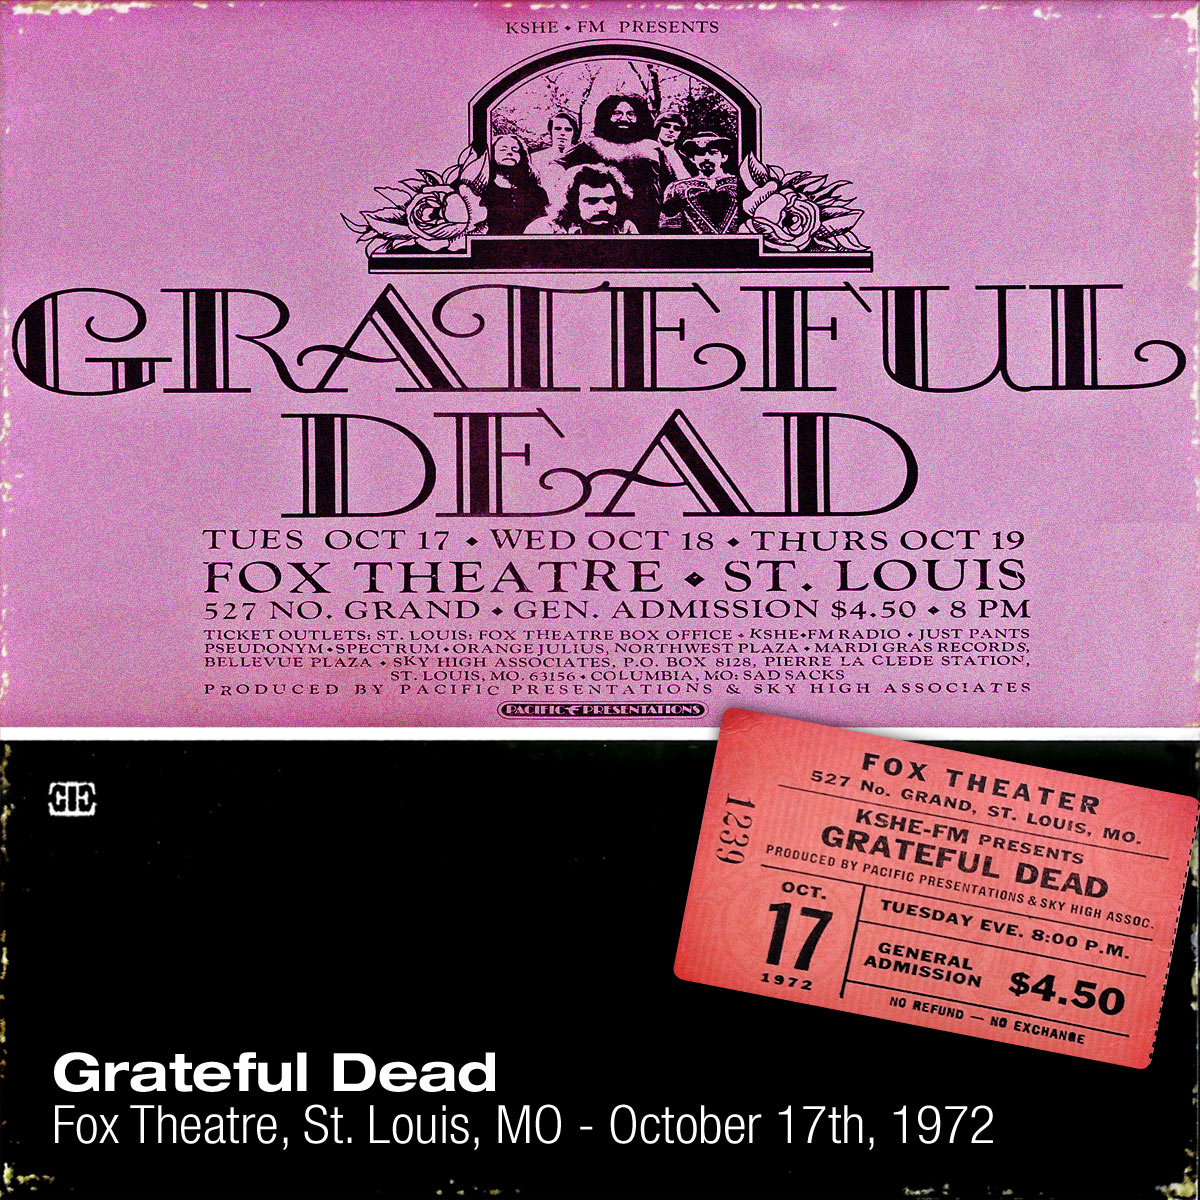 KSHE • FM PRESENTS
GRATEFUL
DEAD
TUES OCT 17 ◆ WED OCT 18 ◆ THURS OCT 19
FOX THEATRE ◆ ST. LOUIS
527 NO. GRAND ◆ GEN. ADMISSION $4.50 ◆ 8 PM
TICKET OUTLETS: ST. LOUIS: FOX THEATRE BOX OFFICE ◆ KSHE◆FM RADIO ◆ JUST PANTS
PSEUDONYM ◆ SPECTRUM ◆ ORANGE JULIUS, NORTHWEST PLAZA ◆ MARDI GRAS RECORDS,
BELLEVUE PLAZA ◆ SKY HIGH ASSOCIATES, P.O. BOX 8128, PIERRE LA CLEDE STATION,
ST. LOUIS, MO. 63156 ◆ COLUMBIA, MO: SAD SACKS
PRODUCED BY PACIFIC PRESENTATIONS & SKY HIGH ASSOCIATES
PACIFIC PRESENTATIONS
FOX THEATER
527 No. GRAND, ST. LOUIS, MO.
KSHE-FM PRESENTS
GRATEFUL DEAD
PRODUCED BY PACIFIC PRESENTATIONS & SKY HIGH ASSOC.
1239
OCT.
17
1972
TUESDAY EVE. 8:00 P.M.
GENERAL
ADMISSION
$4.50
NO REFUND — NO EXCHANGE
Grateful Dead
Fox Theatre, St. Louis, MO - October 17th, 1972